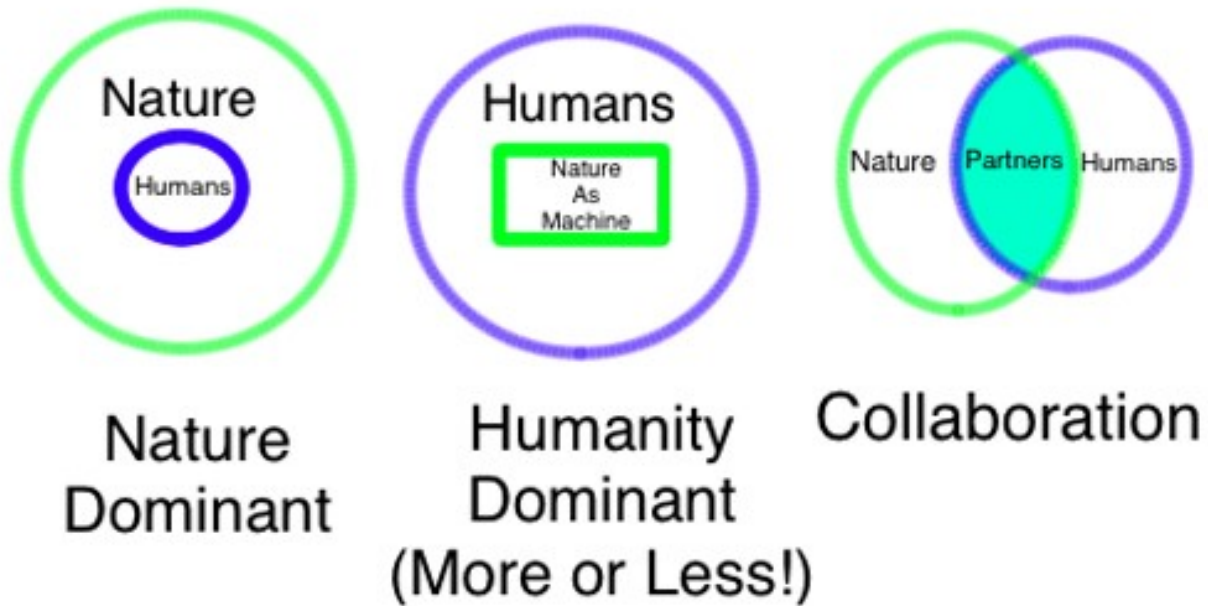 Nature
Humans
Nature
Dominant
Humans
Nature
As
Machine
Humanity
Dominant
(More or Less!)
Nature
Partners
Humans
Collaboration